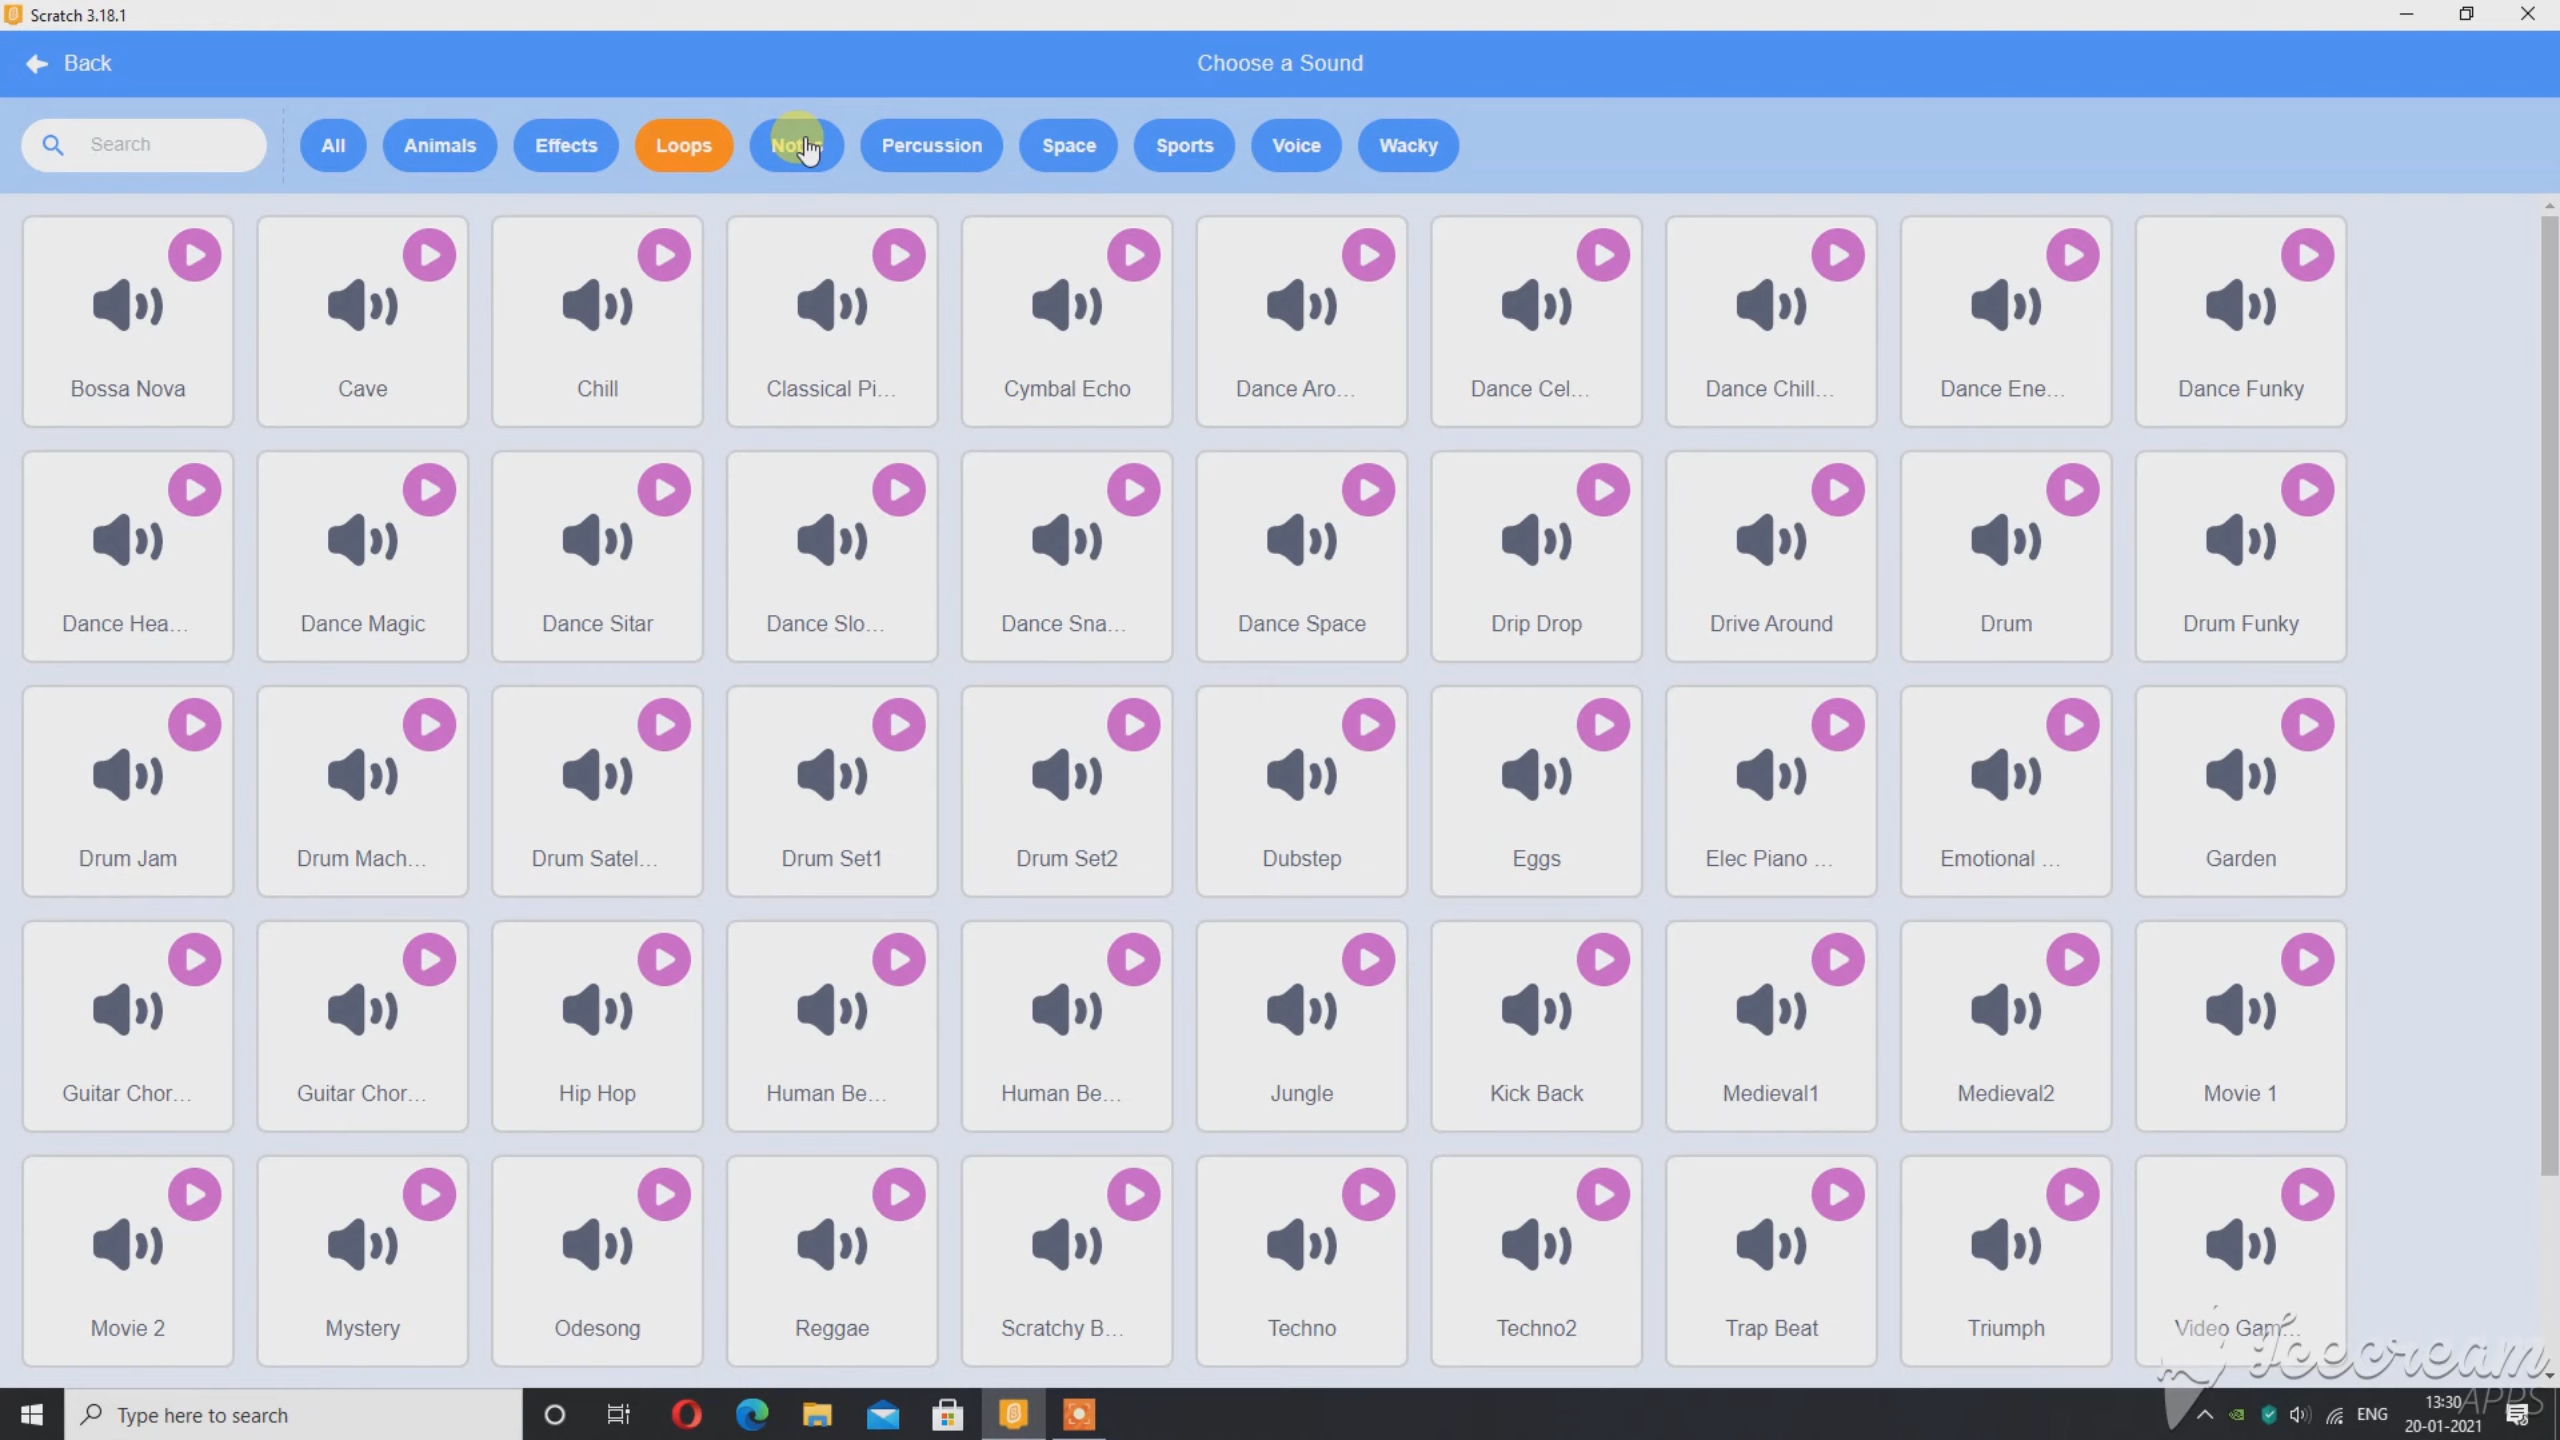 Scratch 3.18.1
Back
Choose a Sound
Search
All
Animals
Effects
Loops
Percussion
Space
Sports
Voice
Wacky
Bossa Nova
Cave
Chill
Classical Pi...
Cymbal Echo
Dance Aro...
Dance Cel...
Dance Chill...
Dance Ene...
Dance Funky
Dance Hea...
Dance Magic
Dance Sitar
Dance Slo...
Dance Sna...
Dance Space
Drip Drop
Drive Around
Drum
Drum Funky
Drum Jam
Drum Mach...
Drum Satel...
Drum Set1
Drum Set2
Dubstep
Eggs
Elec Piano ...
Emotional ...
Garden
Guitar Chor...
Guitar Chor...
Hip Hop
Human Be...
Human Be...
Jungle
Kick Back
Medieval1
Medieval2
Movie 1
Movie 2
Mystery
Odesong
Reggae
Scratchy B...
Techno
Techno2
Trap Beat
Triumph
Video Gam...
Icecream
APPS
Type here to search
ENG
13:30
20-01-2021